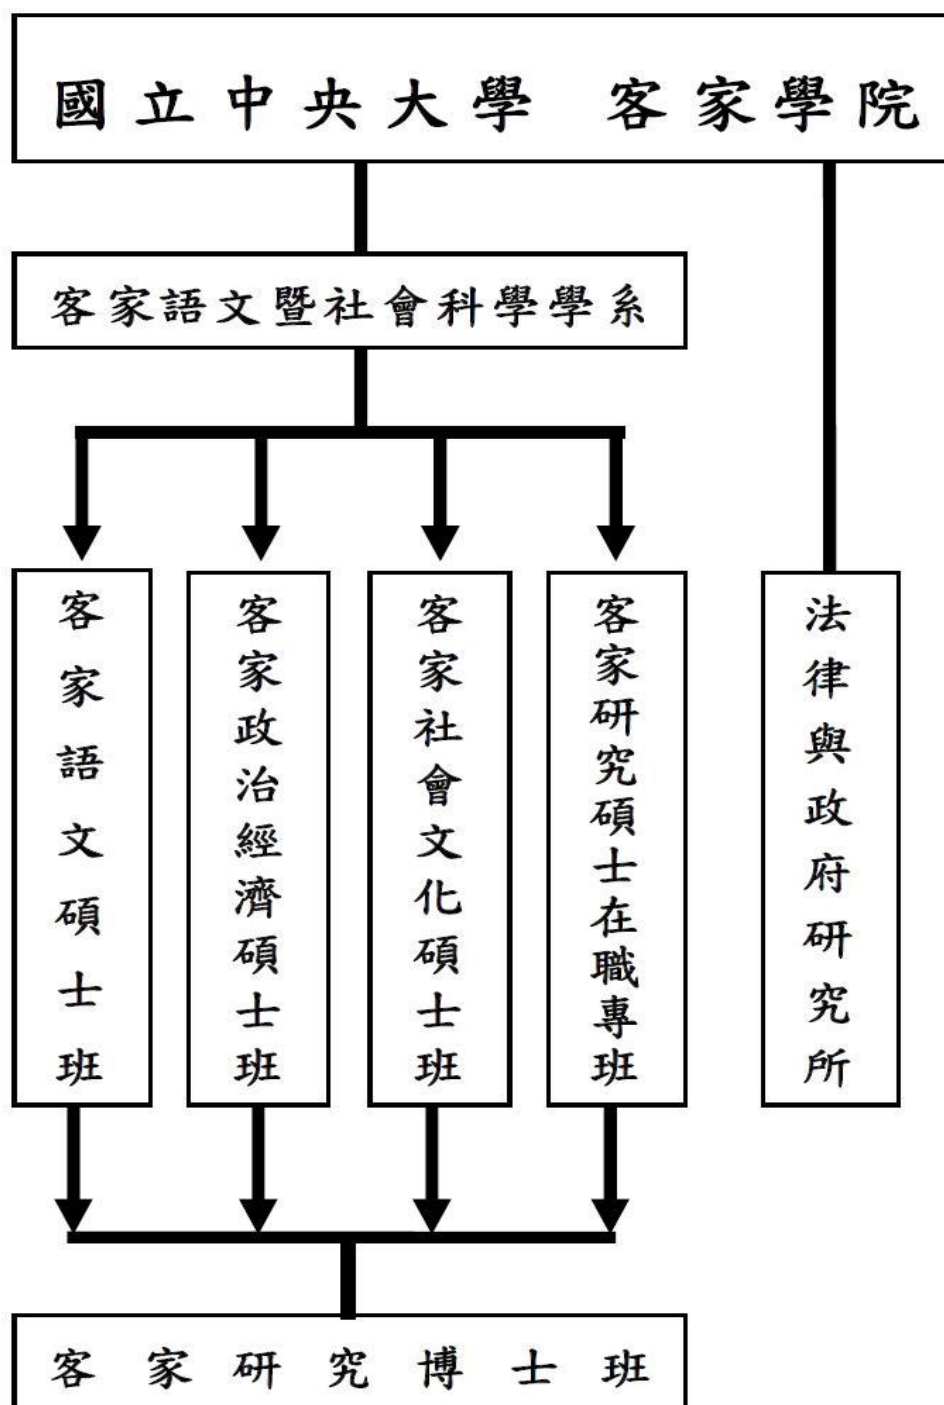 國立中央大學 客家學院
客家語文暨社會科學學系
客家語文碩士班
客家政治經濟碩士班
客家社會文化碩士班
客家研究碩士在職專班
法律與政府研究所
客家研究博士班